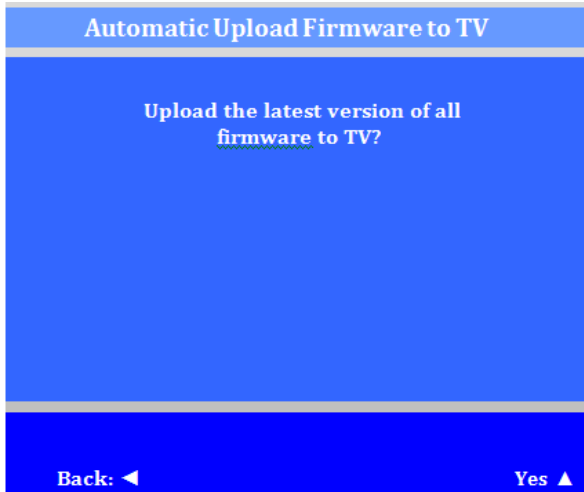 Automatic Upload Firmware to TV
Upload the latest version of all
firmware to TV?
Back: ◄
Yes ▲